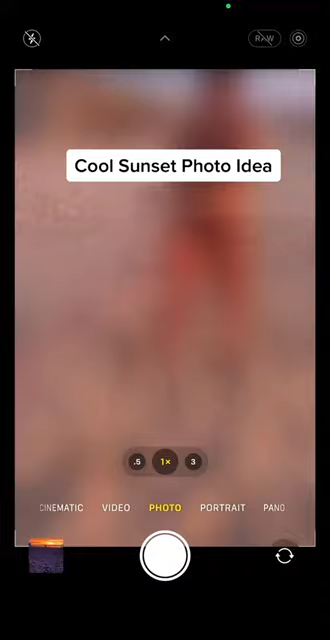 RAW
Cool Sunset Photo Idea
.5 1× 3
CINEMATIC VIDEO PHOTO PORTRAIT PANO